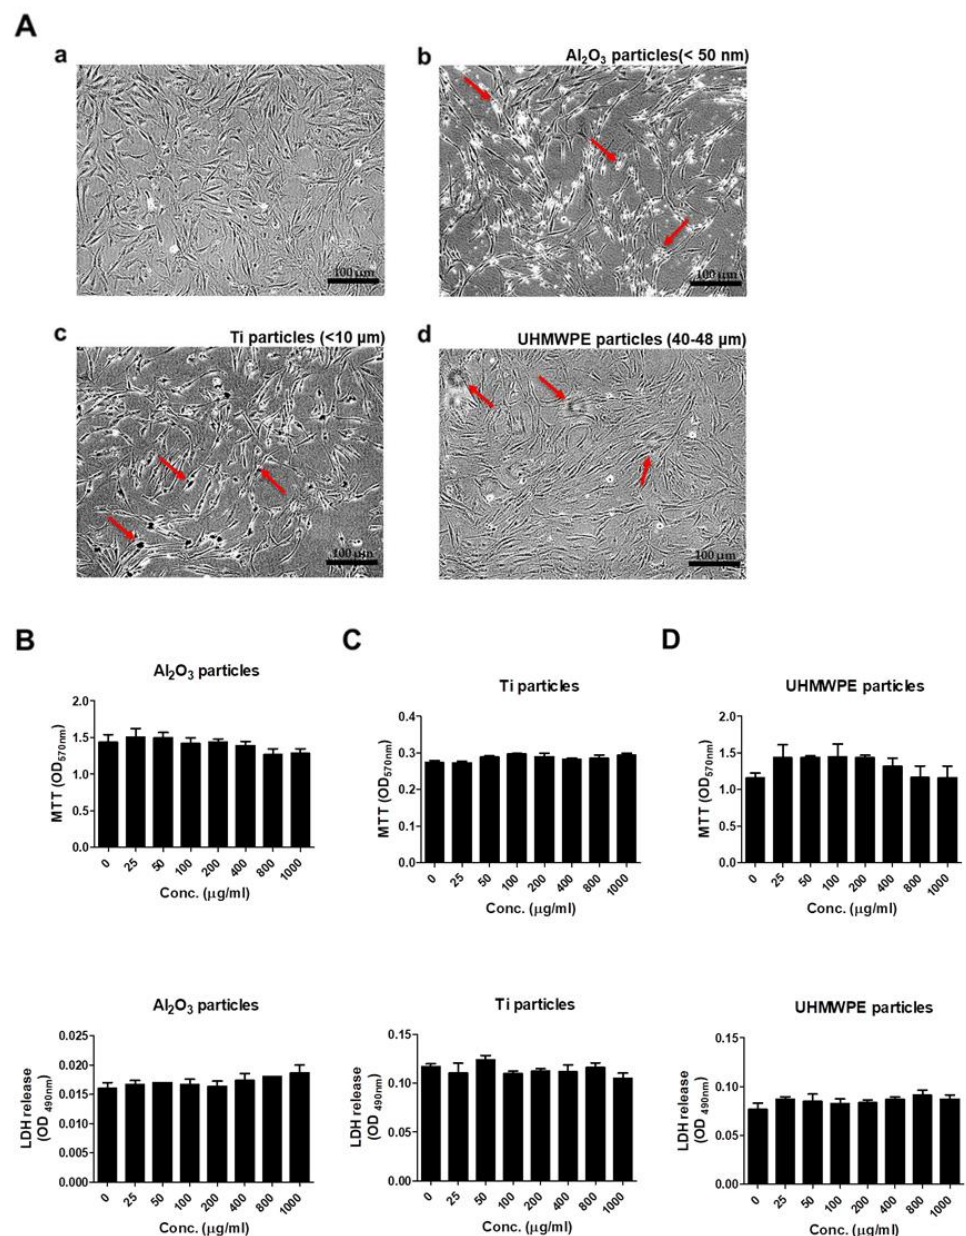 A
a
b
Al₂O₃ particles(< 50 nm)
100 µm
100 µm
c
Ti particles (<10 µm)
d
UHMWPE particles (40-48 µm)
100 µm
100 µm
B
C
D
Al₂O₃ particles
MTT (OD570nm)
2.0
1.5
1.0
0.5
0.0
0 25 50 100 200 400 800 1000
Conc. (µg/ml)
Ti particles
MTT (OD570nm)
0.4
0.3
0.2
0.1
0.0
0 25 50 100 200 400 800 1000
Conc. (µg/ml)
UHMWPE particles
MTT (OD570nm)
2.0
1.5
1.0
0.5
0.0
0 25 50 100 200 400 800 1000
Conc. (µg/ml)
Al₂O₃ particles
LDH release
(OD 490nm)
0.025
0.020
0.015
0.010
0.005
0.000
0 25 50 100 200 400 800 1000
Conc. (µg/ml)
Ti particles
LDH release
(OD 490nm)
0.15
0.10
0.05
0.00
0 25 50 100 200 400 800 1000
Conc. (µg/ml)
UHMWPE particles
LDH release
(OD 490nm)
0.15
0.10
0.05
0.00
0 25 50 100 200 400 800 1000
Conc. (µg/ml)